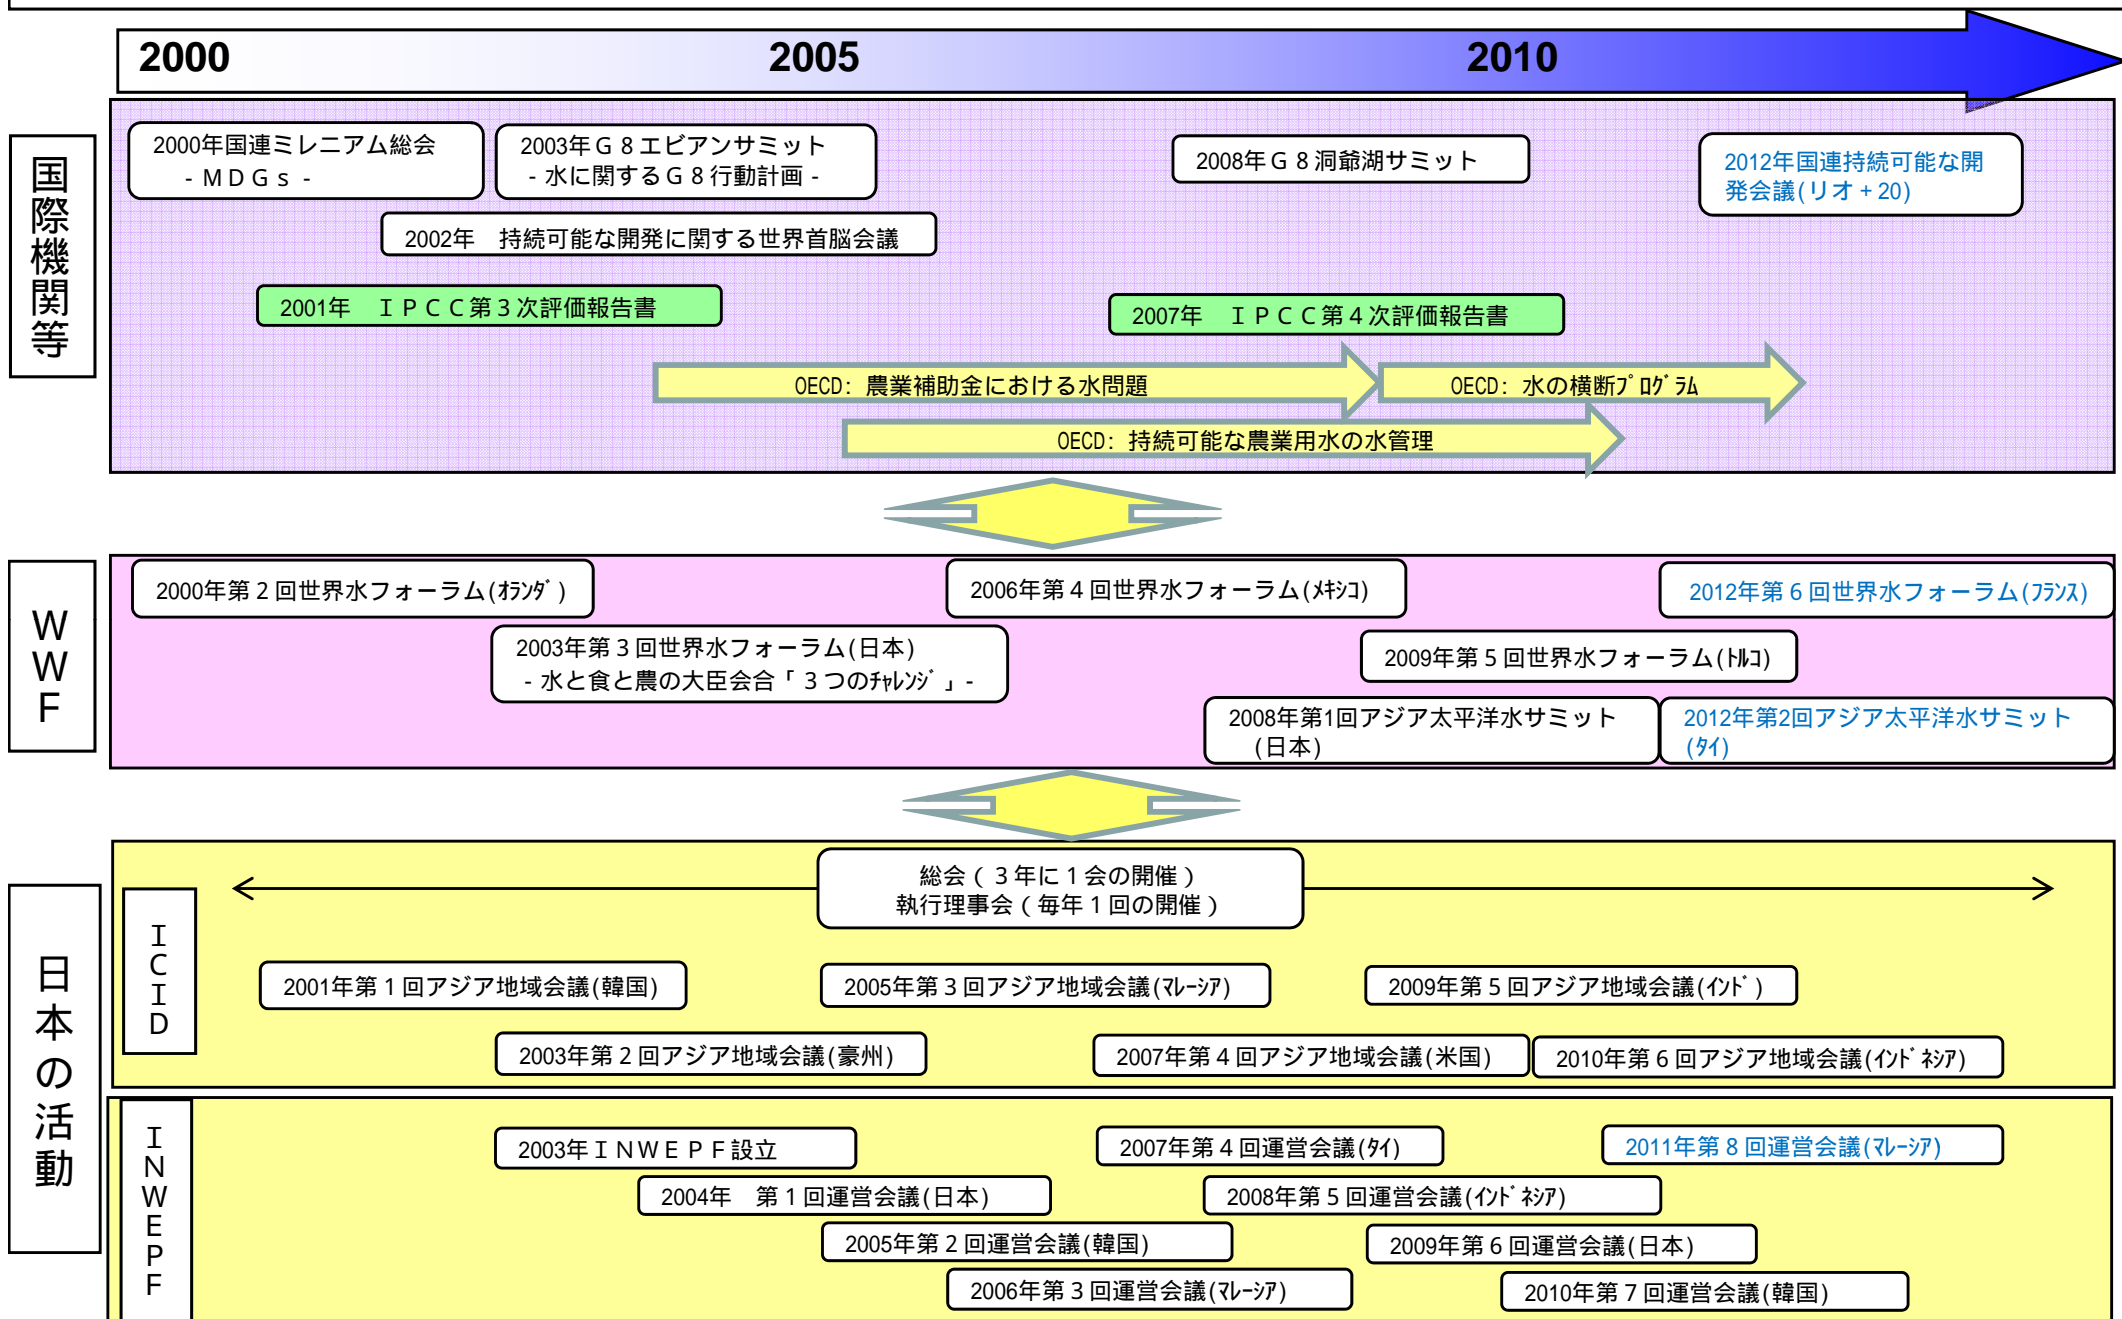 2000 2005 2010
国際機関等
2000年国連ミレニアム総会
- ＭＤＧｓ -
2003年Ｇ８エビアンサミット
- 水に関するＧ８行動計画 -
2008年Ｇ８洞爺湖サミット
2012年国連持続可能な開
発会議(リオ＋20)
2002年　持続可能な開発に関する世界首脳会議
2001年　ＩＰＣＣ第３次評価報告書
2007年　ＩＰＣＣ第４次評価報告書
OECD: 農業補助金における水問題
OECD: 水の横断ﾌﾟﾛｸﾞﾗﾑ
OECD: 持続可能な農業用水の水管理
ＷＷＦ
2000年第２回世界水フォーラム(ｵﾗﾝﾀﾞ)
2006年第４回世界水フォーラム(ﾒｷｼｺ)
2012年第６回世界水フォーラム(ﾌﾗﾝｽ)
2003年第３回世界水フォーラム(日本)
- 水と食と農の大臣会合「３つのﾁｬﾚﾝｼﾞ」-
2009年第５回世界水フォーラム(ﾄﾙｺ)
2008年第1回アジア太平洋水サミット
(日本)
2012年第2回アジア太平洋水サミット
(ﾀｲ)
日本の活動
ＩＣＩＤ
総会（３年に１会の開催）
執行理事会（毎年１回の開催）
2001年第１回アジア地域会議(韓国)
2005年第３回アジア地域会議(ﾏﾚｰｼｱ)
2009年第５回アジア地域会議(ｲﾝﾄﾞ)
2003年第２回アジア地域会議(豪州)
2007年第４回アジア地域会議(米国)
2010年第６回アジア地域会議(ｲﾝﾄﾞﾈｼｱ)
ＩＮＷＥＰＦ
2003年ＩＮＷＥＰＦ設立
2007年第４回運営会議(ﾀｲ)
2011年第８回運営会議(ﾏﾚｰｼｱ)
2004年　第１回運営会議(日本)
2008年第５回運営会議(ｲﾝﾄﾞﾈｼｱ)
2005年第２回運営会議(韓国)
2009年第６回運営会議(日本)
2006年第３回運営会議(ﾏﾚｰｼｱ)
2010年第７回運営会議(韓国)